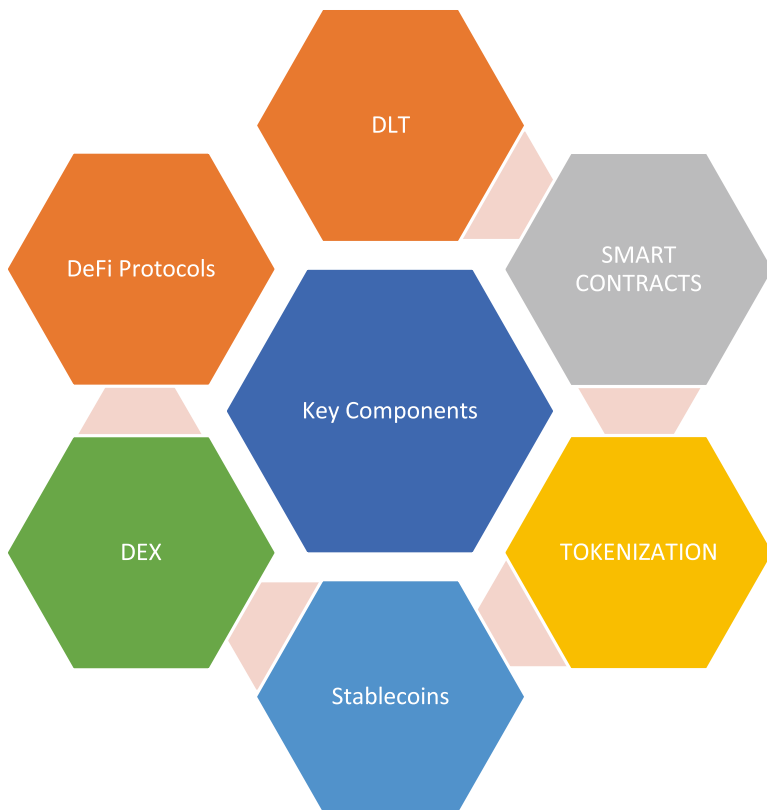 DLT
SMART
CONTRACTS
DeFi Protocols
Key Components
TOKENIZATION
DEX
Stablecoins